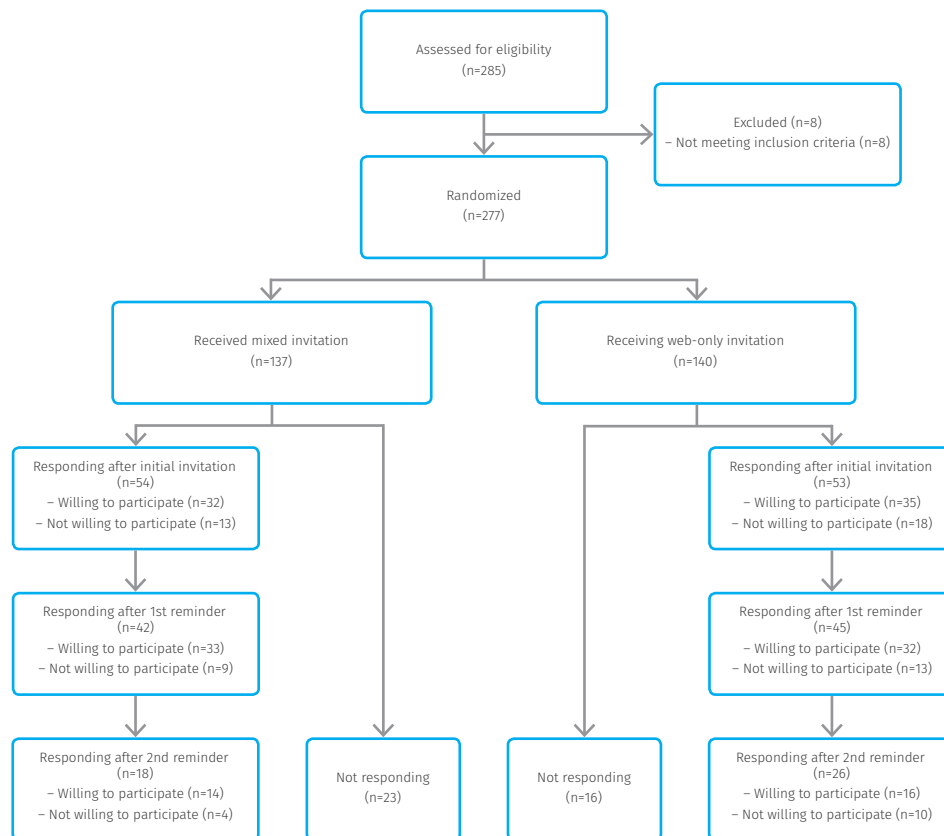 Assessed for eligibility
(n=285)
Excluded (n=8)
– Not meeting inclusion criteria (n=8)
Randomized
(n=277)
Received mixed invitation
(n=137)
Receiving web-only invitation
(n=140)
Responding after initial invitation
(n=54)
– Willing to participate (n=32)
– Not willing to participate (n=13)
Responding after initial invitation
(n=53)
– Willing to participate (n=35)
– Not willing to participate (n=18)
Responding after 1st reminder
(n=42)
– Willing to participate (n=33)
– Not willing to participate (n=9)
Responding after 1st reminder
(n=45)
– Willing to participate (n=32)
– Not willing to participate (n=13)
Responding after 2nd reminder
(n=18)
– Willing to participate (n=14)
– Not willing to participate (n=4)
Not responding
(n=23)
Not responding
(n=16)
Responding after 2nd reminder
(n=26)
– Willing to participate (n=16)
– Not willing to participate (n=10)